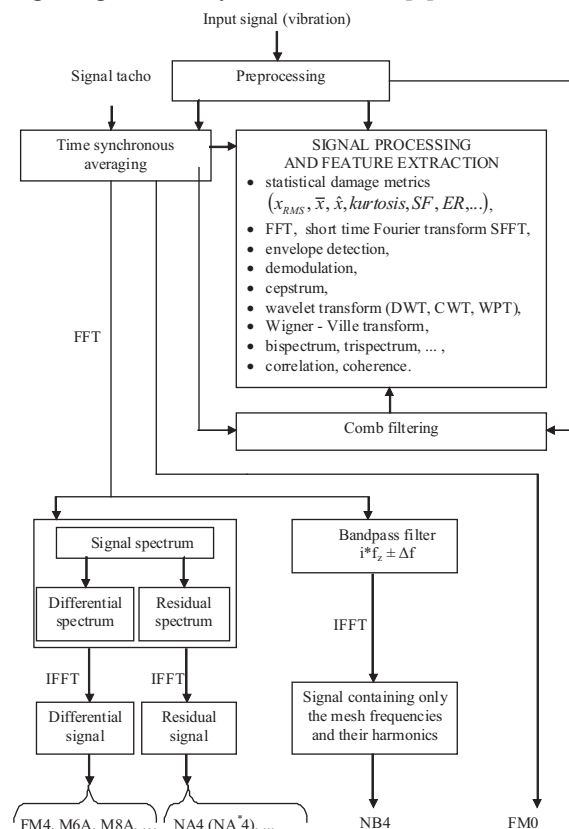 Input signal (vibration)
Signal tacho
Preprocessing
Time synchronous
averaging
SIGNAL PROCESSING
AND FEATURE EXTRACTION
• statistical damage metrics
(x_RMS, x̅, x̂, kurtosis, SF, ER,...),
• FFT, short time Fourier transform SFFT,
• envelope detection,
• demodulation,
• cepstrum,
• wavelet transform (DWT, CWT, WPT),
• Wigner - Ville transform,
• bispectrum, trispectrum, ... ,
• correlation, coherence.
FFT
Comb filtering
Signal spectrum
Differential
spectrum
Residual
spectrum
Bandpass filter
i*f_z ± Δf
IFFT
IFFT
IFFT
Differential
signal
Residual
signal
Signal containing only
the mesh frequencies
and their harmonics
FM4, M6A, M8A, ...
NA4 (NA*4), ...
NB4
FM0